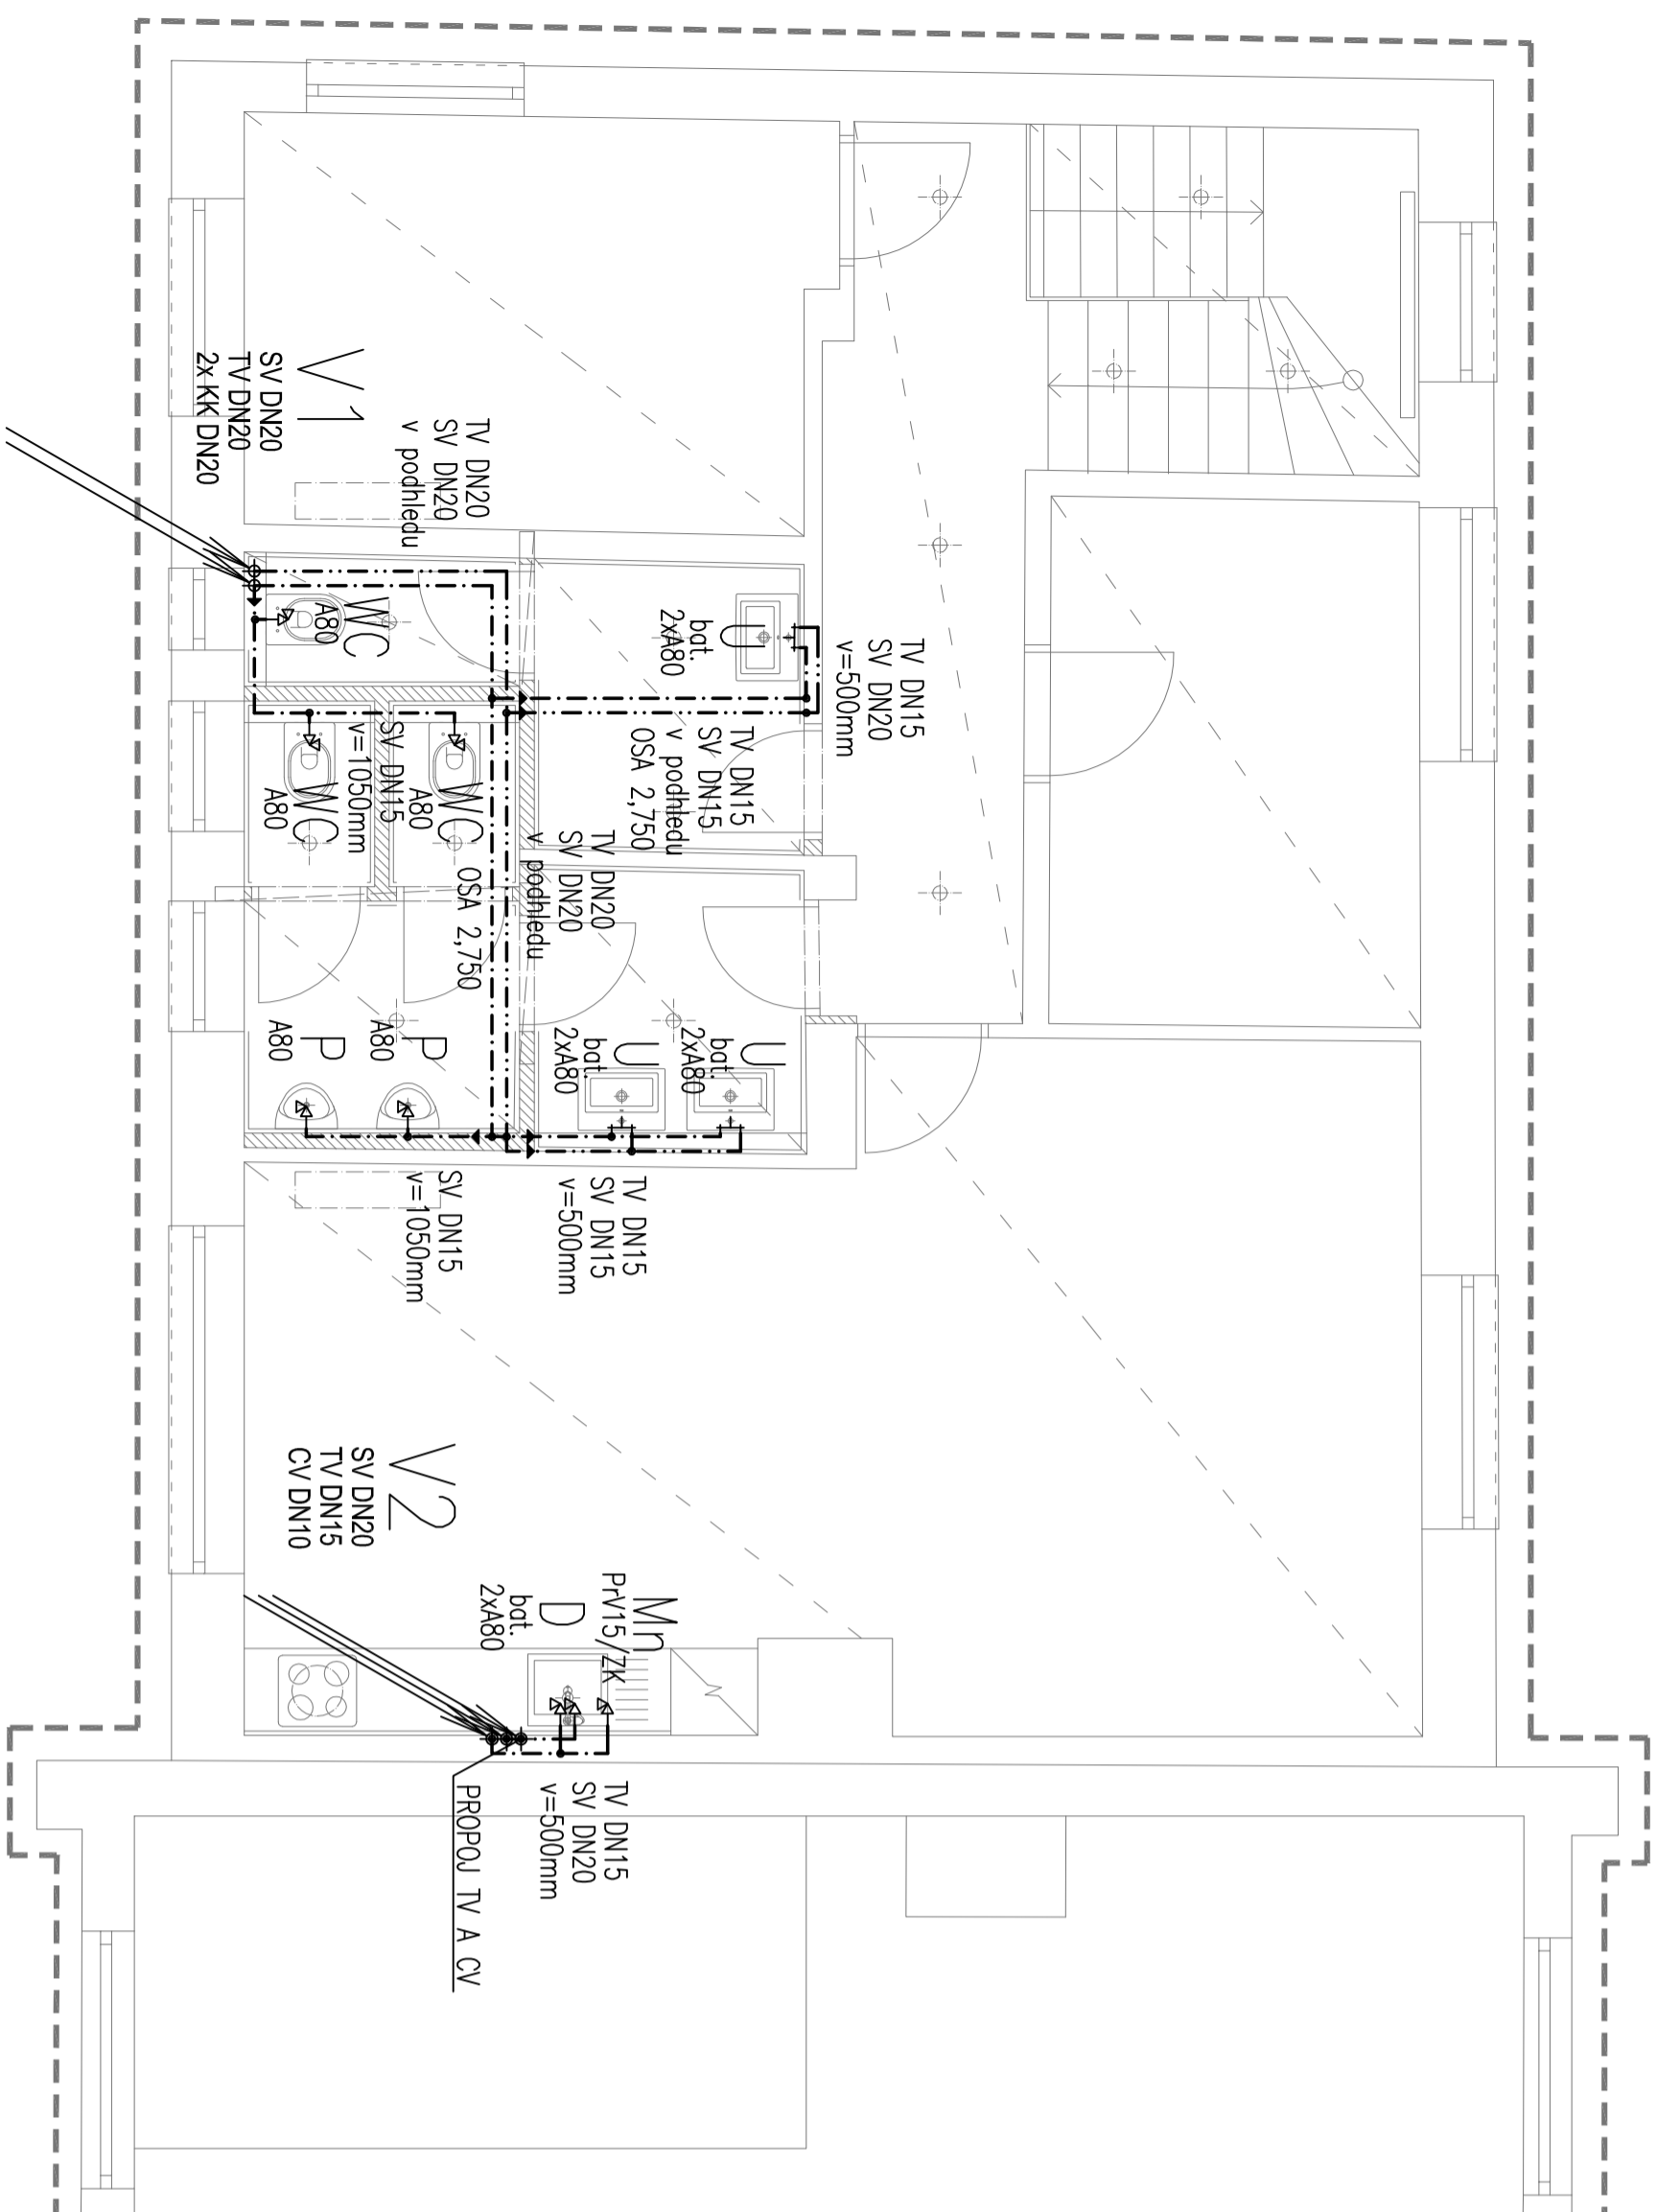 V1
SV DN20
TV DN20
2x KK DN20
TV DN20
SV DN20
v podhledu
WC
A80
U
bat.
2xA80
TV DN15
SV DN20
v=500mm
TV DN15
SV DN15
v podhledu
OSA 2,750
SV DN15
v=1050mm
WC
A80
WC
A80
TV DN20
SV DN20
v podhledu
OSA 2,750
P
A80
P
A80
U
bat.
2xA80
U
bat.
2xA80
TV DN15
SV DN15
v=500mm
SV DN15
v=1050mm
V2
SV DN20
TV DN15
CV DN10
Mn
PrV15/ZK
D
bat.
2xA80
TV DN15
SV DN20
v=500mm
PROPOJ TV A CV